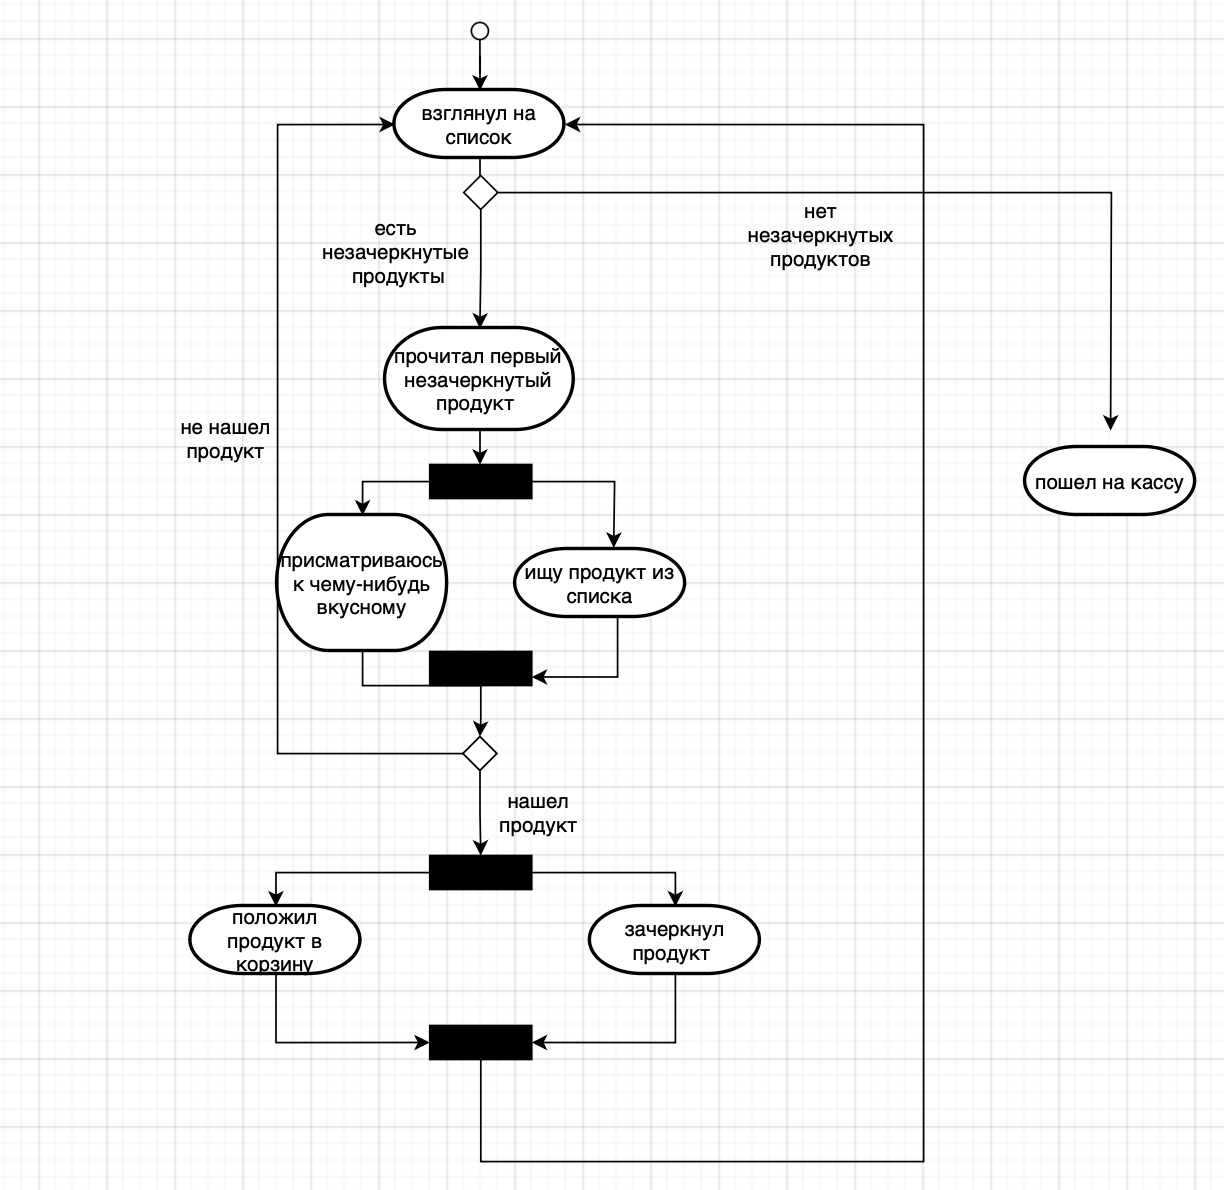 взглянул на
список
есть
незачеркнутые
продукты
нет
незачеркнутых
продуктов
прочитал первый
незачеркнутый
продукт
не нашел
продукт
пошел на кассу
присматриваюсь
к чему-нибудь
вкусному
ищу продукт из
списка
нашел
продукт
положил
продукт в
корзину
зачеркнул
продукт